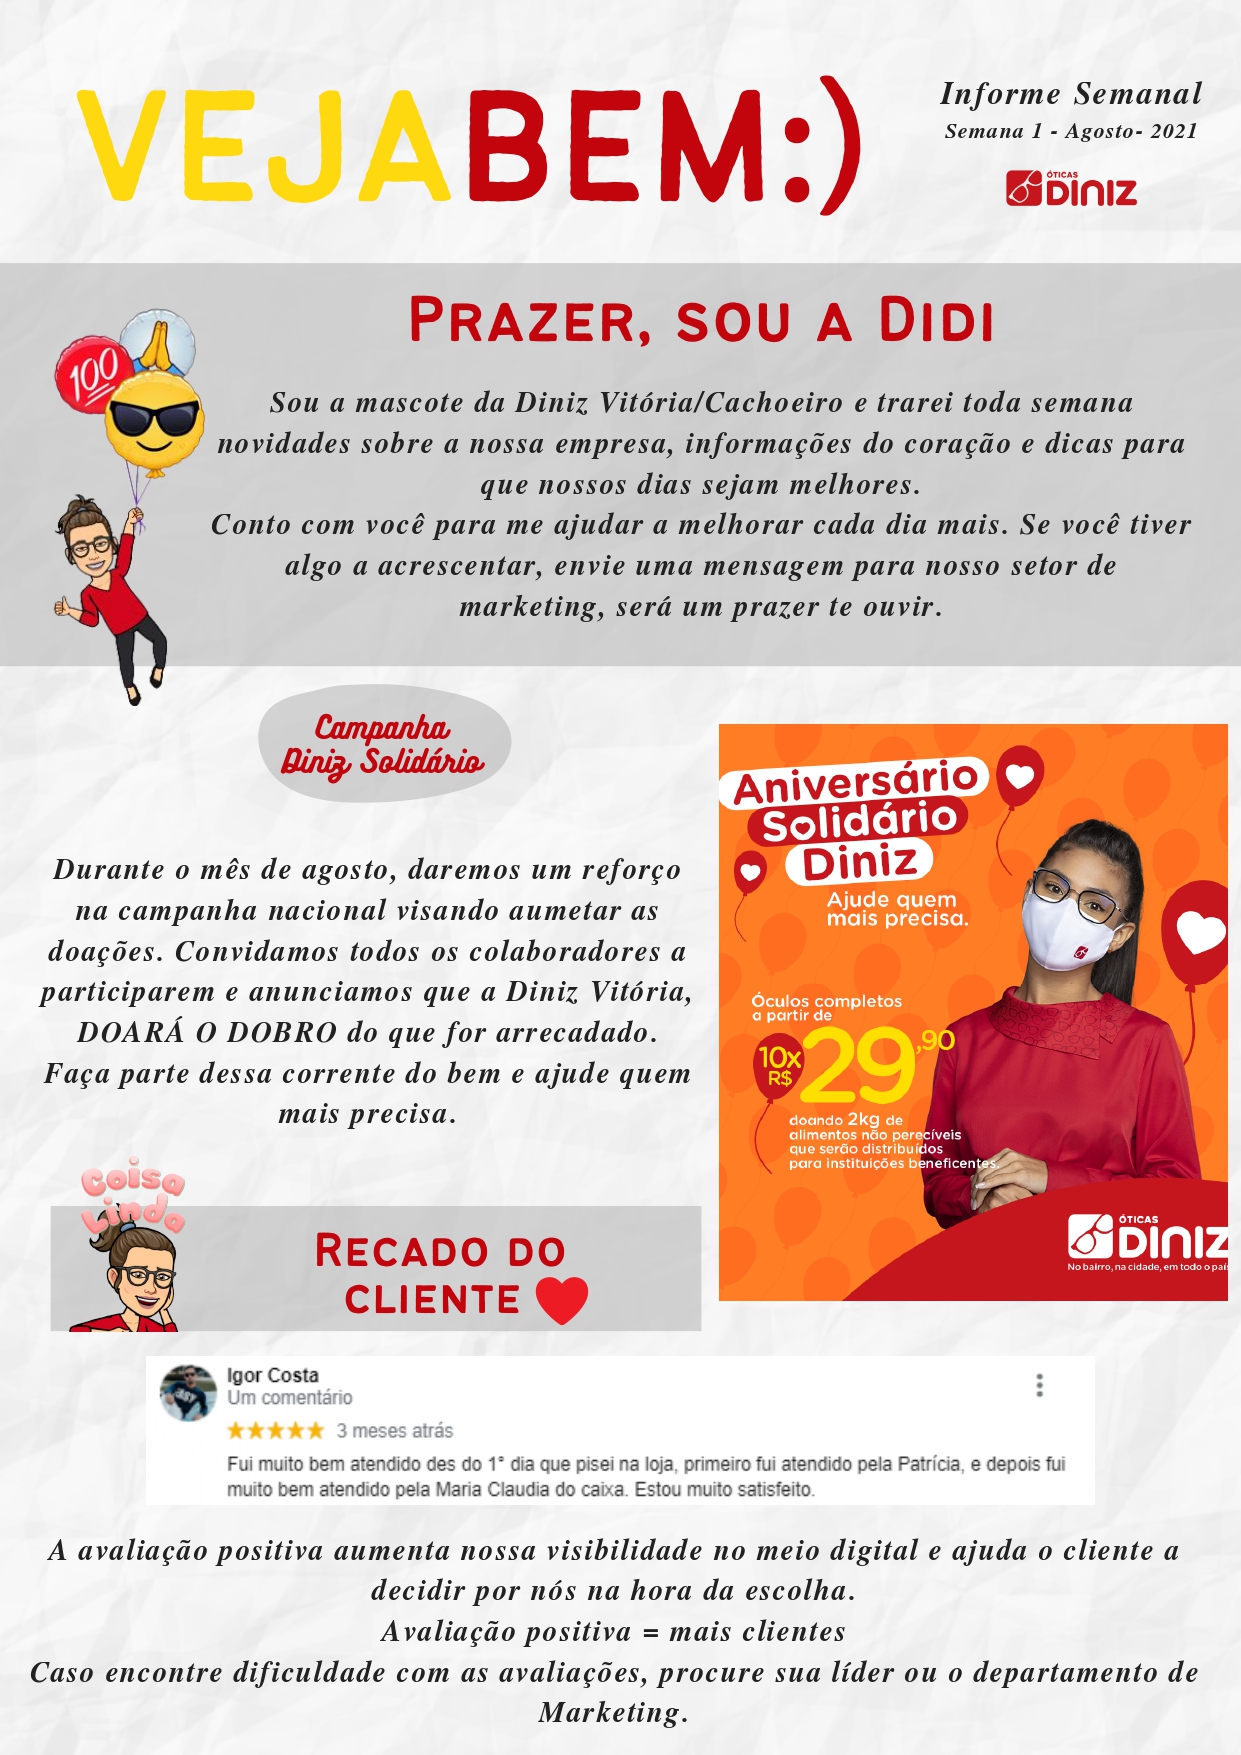 VEJABEM:)
Informe Semanal
Semana 1 - Agosto- 2021
ÓTICAS
DINIZ
PRAZER, SOU A DIDI
100
Sou a mascote da Diniz Vitória/Cachoeiro e trarei toda semana
novidades sobre a nossa empresa, informações do coração e dicas para
que nossos dias sejam melhores.
Conto com você para me ajudar a melhorar cada dia mais. Se você tiver
algo a acrescentar, envie uma mensagem para nosso setor de
marketing, será um prazer te ouvir.
Campanha
Diniz Solidário
Durante o mês de agosto, daremos um reforço
na campanha nacional visando aumetar as
doações. Convidamos todos os colaboradores a
participarem e anunciamos que a Diniz Vitória,
DOARÁ O DOBRO do que for arrecadado.
Faça parte dessa corrente do bem e ajude quem
mais precisa.
Aniversário
Solidário
Diniz
Ajude quem
mais precisa.
Óculos completos
a partir de
10x
R$
29,90
doando 2kg de
alimentos não perecíveis
que serão distribuídos
para instituições beneficentes.
ÓTICAS
DINIZ
No bairro, na cidade, em todo o país
Coisa
Linda
RECADO DO
CLIENTE
Igor Costa
Um comentário
3 meses atrás
Fui muito bem atendido des do 1° dia que pisei na loja, primeiro fui atendido pela Patrícia, e depois fui
muito bem atendido pela Maria Claudia do caixa. Estou muito satisfeito.
A avaliação positiva aumenta nossa visibilidade no meio digital e ajuda o cliente a
decidir por nós na hora da escolha.
Avaliação positiva = mais clientes
Caso encontre dificuldade com as avaliações, procure sua líder ou o departamento de
Marketing.